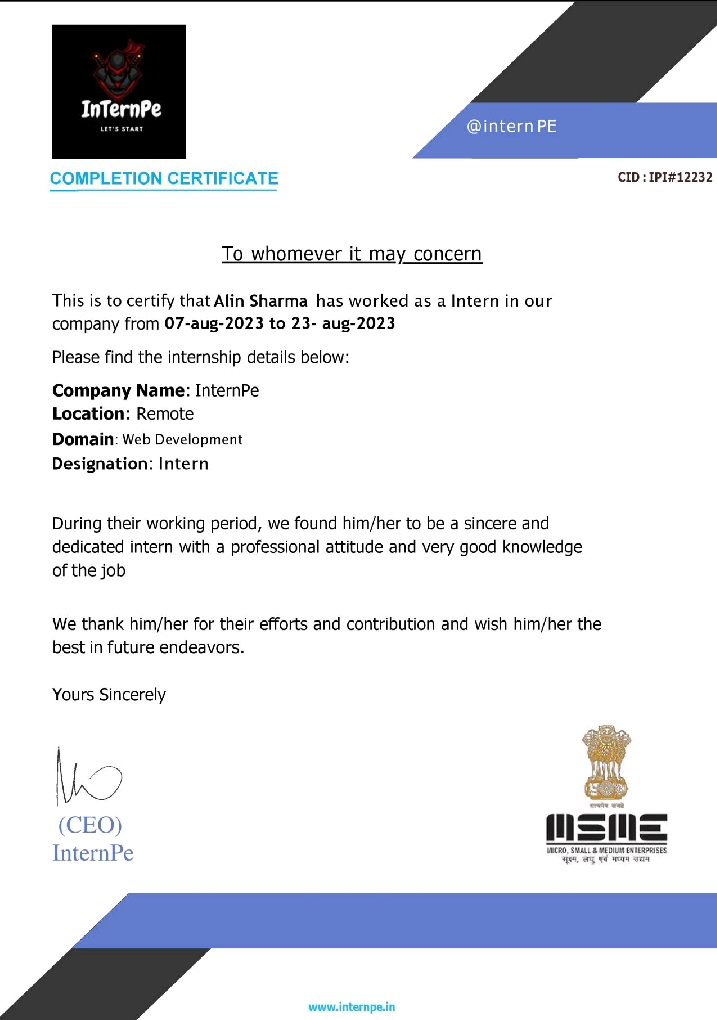 InTernPe
LET'S START
@internPE
COMPLETION CERTIFICATE
CID : IPI#12232
To whomever it may concern
This is to certify that Alin Sharma has worked as a Intern in our
company from 07-aug-2023 to 23- aug-2023
Please find the internship details below:
Company Name: InternPe
Location: Remote
Domain: Web Development
Designation: Intern
During their working period, we found him/her to be a sincere and
dedicated intern with a professional attitude and very good knowledge
of the job
We thank him/her for their efforts and contribution and wish him/her the
best in future endeavors.
Yours Sincerely
(CEO)
InternPe
सत्यमेव जयते
MSME
MICRO, SMALL & MEDIUM ENTERPRISES
सूक्ष्म, लघु एवं मध्यम उद्यम
www.internpe.in